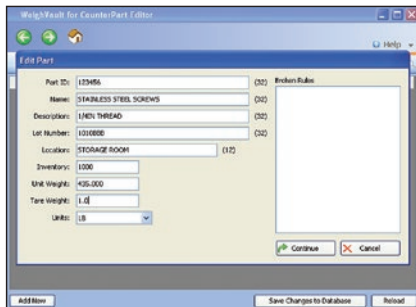 WeighVault for CounterPart Editor
Help
Edit Part
Part ID: 123456 (32)
Broken Rules
Name: STAINLESS STEEL SCREWS (32)
Description: 1/4EN THREAD (32)
Lot Number: 1010888 (32)
Location: STORAGE ROOM (12)
Inventory: 1000
Unit Weight: 435.000
Tare Weight: 1.0
Units: LB
Continue
Cancel
Add New
Save Changes to Database
Reload